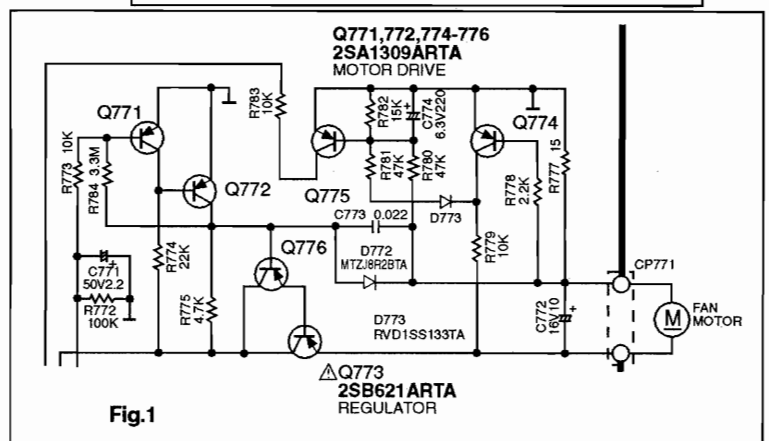 Q771,772,774-776
2SA1309ARTA
MOTOR DRIVE
Q771
R773 10K
R784 3.3M
Q772
R783
10K
Q775
R782
15K
C774
6.3V220
+
R781
47K
R780
47K
Q774
R778
2.2K
R777 15
C773 0.022
D773
R779
10K
Q776
D772
MTZJ8R2BTA
C771
50V2.2
+
R772
100K
R774
22K
R775
4.7K
D773
RVD1SS133TA
C772
16V10
+
CP771
M
FAN
MOTOR
⚠Q773
2SB621ARTA
REGULATOR
Fig.1